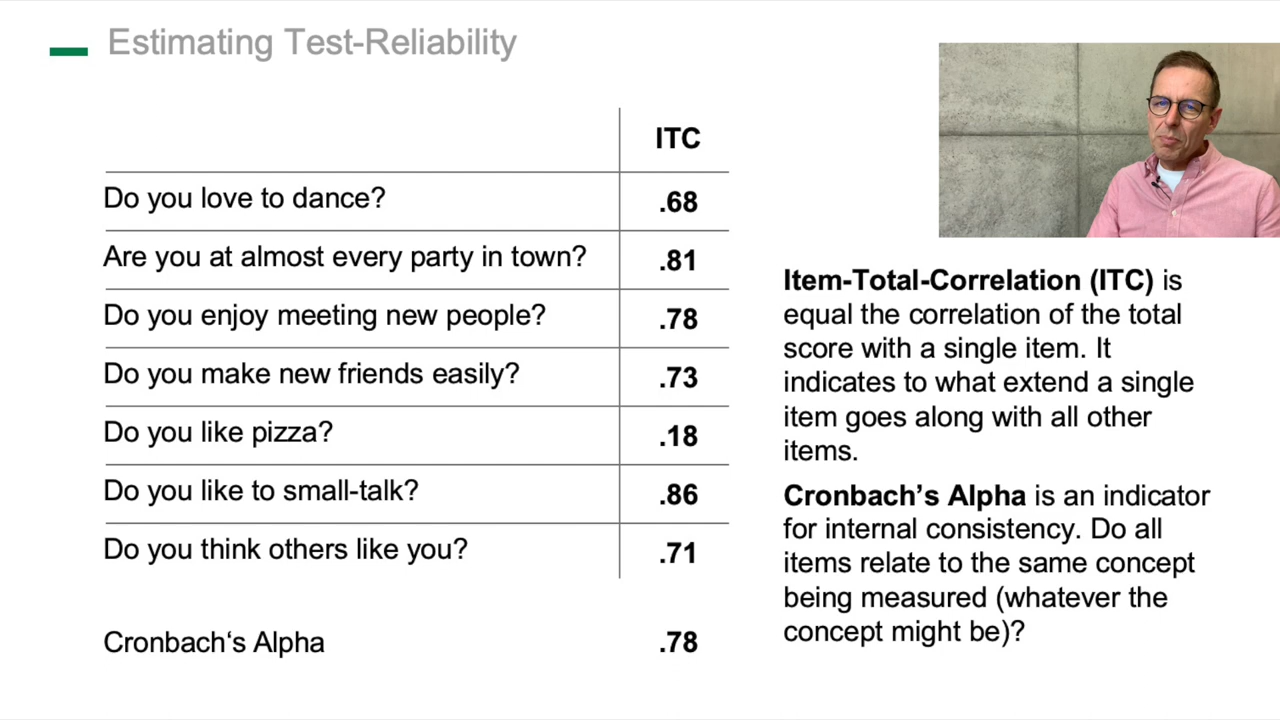 Estimating Test-Reliability
ITC
Do you love to dance? .68
Are you at almost every party in town? .81
Do you enjoy meeting new people? .78
Do you make new friends easily? .73
Do you like pizza? .18
Do you like to small-talk? .86
Do you think others like you? .71
Cronbach‘s Alpha .78
Item-Total-Correlation (ITC) is
equal the correlation of the total
score with a single item. It
indicates to what extend a single
item goes along with all other
items.
Cronbach’s Alpha is an indicator
for internal consistency. Do all
items relate to the same concept
being measured (whatever the
concept might be)?